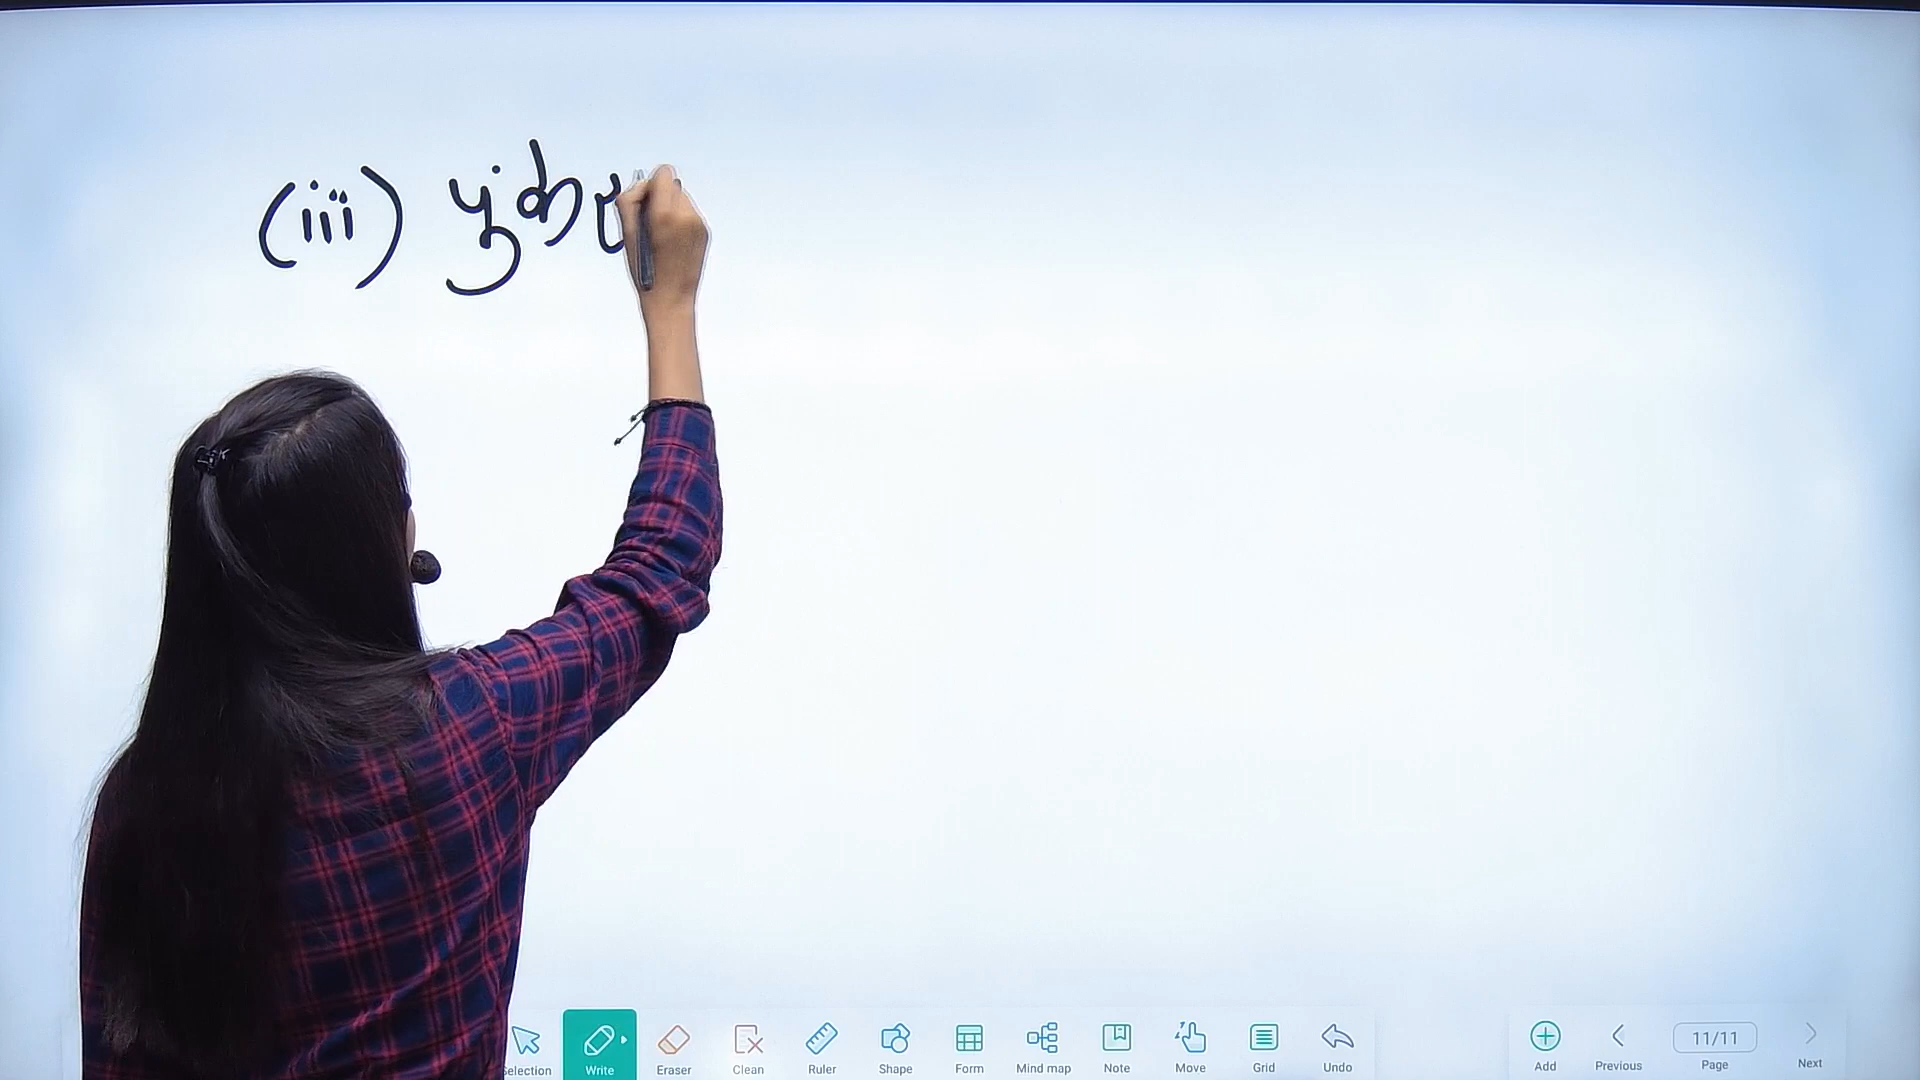 (iii)
election Write Eraser Clean Ruler Shape Form Mind map Note Move Grid Undo
Add Previous 11/11 Page Next